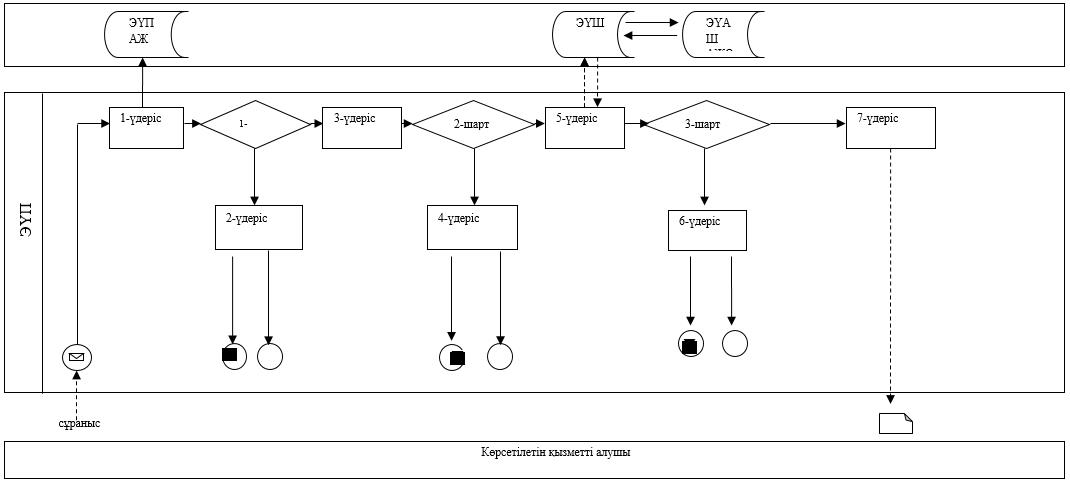 ЭҮП
АЖ
ЭҮШ
ЭҮА
Ш
1-үдеріс
1-
3-үдеріс
2-шарт
5-үдеріс
3-шарт
7-үдеріс
ЭҮП
2-үдеріс
4-үдеріс
6-үдеріс
сұраныс
Көрсетілетін қызметті алушы